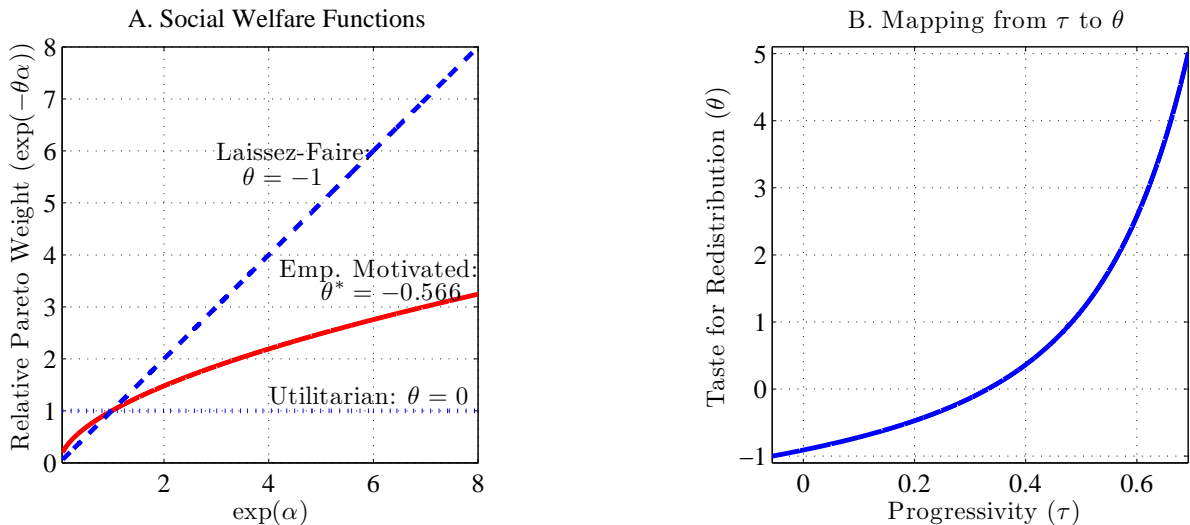 A. Social Welfare Functions
Relative Pareto Weight (exp(−θα))
8
7
6
5
4
3
2
1
0
Laissez-Faire:
θ = −1
Emp. Motivated:
θ* = −0.566
Utilitarian: θ = 0
2
4
6
8
exp(α)
B. Mapping from τ to θ
Taste for Redistribution (θ)
5
4
3
2
1
0
−1
0
0.2
0.4
0.6
Progressivity (τ)